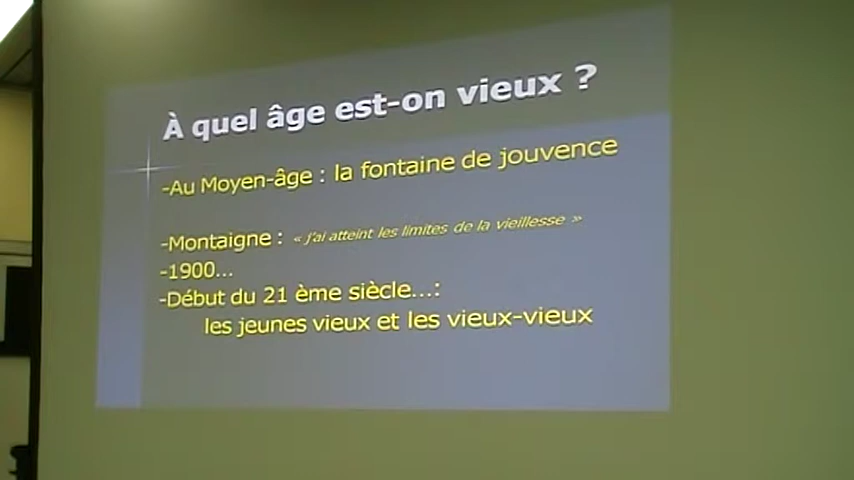 À quel âge est-on vieux ?
-Au Moyen-âge : la fontaine de jouvence
-Montaigne : « j'ai atteint les limites de la vieillesse »
-1900...
-Début du 21 ème siècle...:
les jeunes vieux et les vieux-vieux